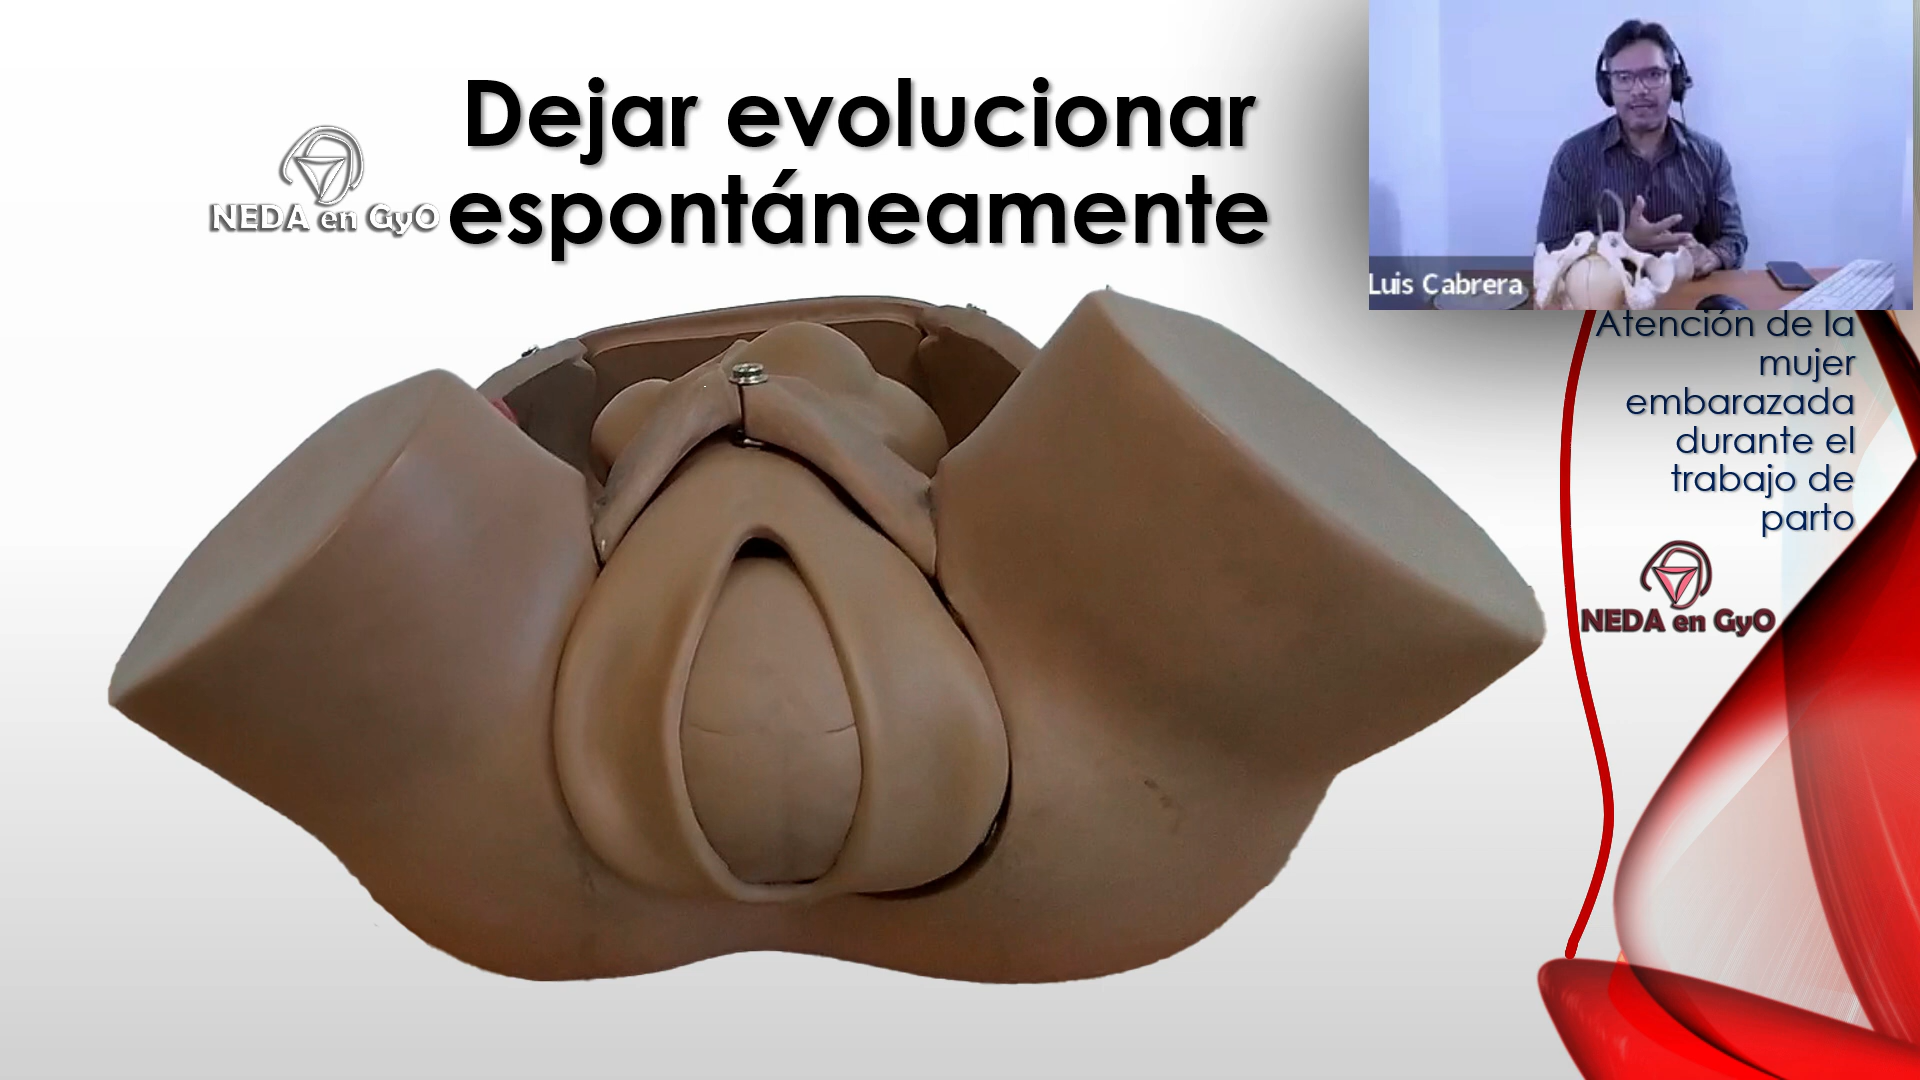 Dejar evolucionar
espontáneamente
NEDA en GyO
Luis Cabrera
Atención de la
mujer
embarazada
durante el
trabajo de
parto
NEDA en GyO